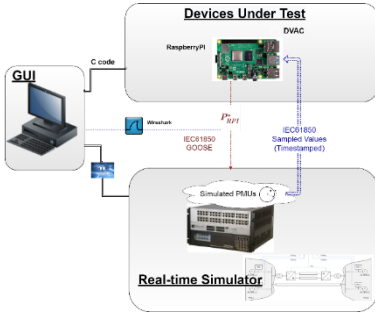 Devices Under Test
DVAC
RaspberryPI
C code
GUI
Wireshark
IEC61850
GOOSE
IEC61850
Sampled Values
(Timestamped)
Simulated PMUs
Real-time Simulator